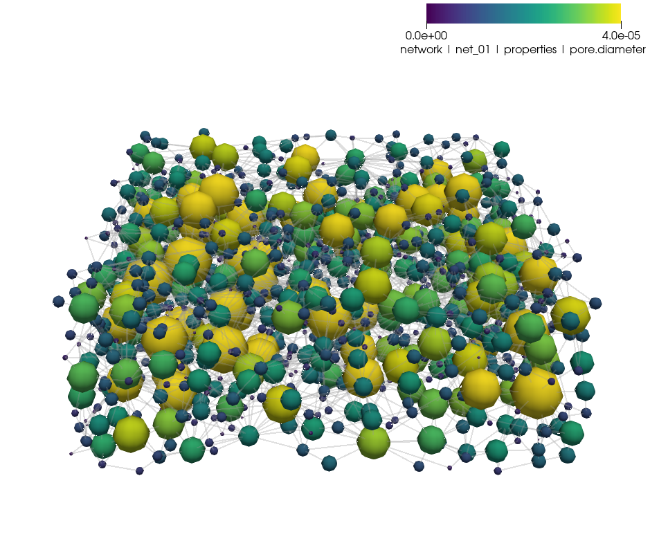 0.0e+00 4.0e-05
network | net_01 | properties | pore.diameter